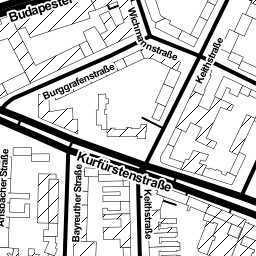 Budapester
Wichmannstraße
Keithstraße
Burggrafenstraße
Kurfürstenstraße
Ansbacher Straße
Bayreuther Straße
Keithstraße